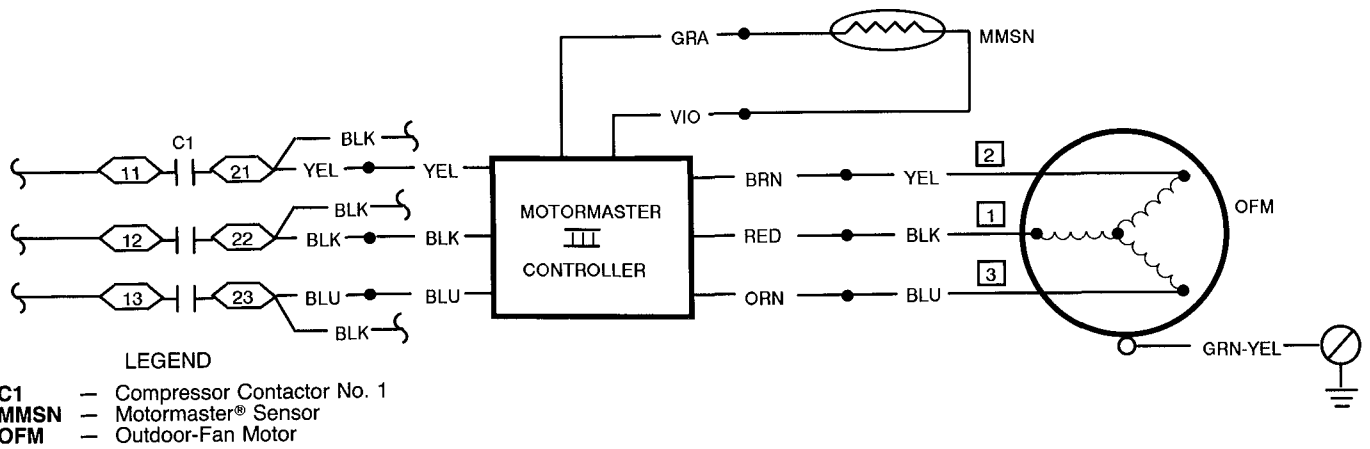 GRA
MMSN
VIO
C1
BLK
11
21
YEL
YEL
BRN
YEL
2
BLK
MOTORMASTER
OFM
12
22
BLK
BLK
III
RED
BLK
1
CONTROLLER
13
23
BLU
BLU
ORN
BLU
3
BLK
GRN-YEL
LEGEND
C1 — Compressor Contactor No. 1
MMSN — Motormaster® Sensor
OFM — Outdoor-Fan Motor